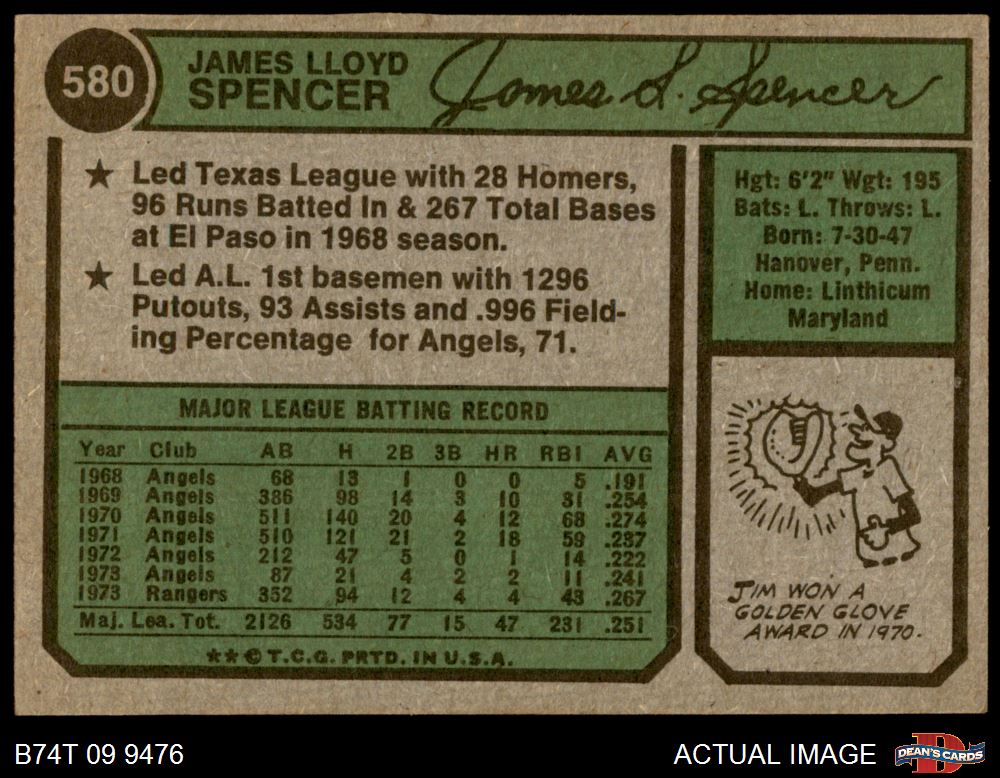 580
JAMES LLOYD
SPENCER
James L. Spencer
★ Led Texas League with 28 Homers,
96 Runs Batted In & 267 Total Bases
at El Paso in 1968 season.
★ Led A.L. 1st basemen with 1296
Putouts, 93 Assists and .996 Field-
ing Percentage for Angels, 71.
Hgt: 6'2" Wgt: 195
Bats: L. Throws: L.
Born: 7-30-47
Hanover, Penn.
Home: Linthicum
Maryland
MAJOR LEAGUE BATTING RECORD
Year Club AB H 2B 3B HR RBI AVG
1968 Angels 68 13 1 0 0 5 .191
1969 Angels 386 98 14 3 10 31 .254
1970 Angels 511 140 20 4 12 68 .274
1971 Angels 510 121 21 2 18 59 .237
1972 Angels 212 47 5 0 1 14 .222
1973 Angels 87 21 4 2 2 11 .241
1973 Rangers 352 94 12 4 4 43 .267
Maj. Lea. Tot. 2126 534 77 15 47 231 .251
★★©T.C.G. PRTD. IN U.S.A.
JIM WON A
GOLDEN GLOVE
AWARD IN 1970.
B74T 09 9476
ACTUAL IMAGE
DEAN'S CARDS